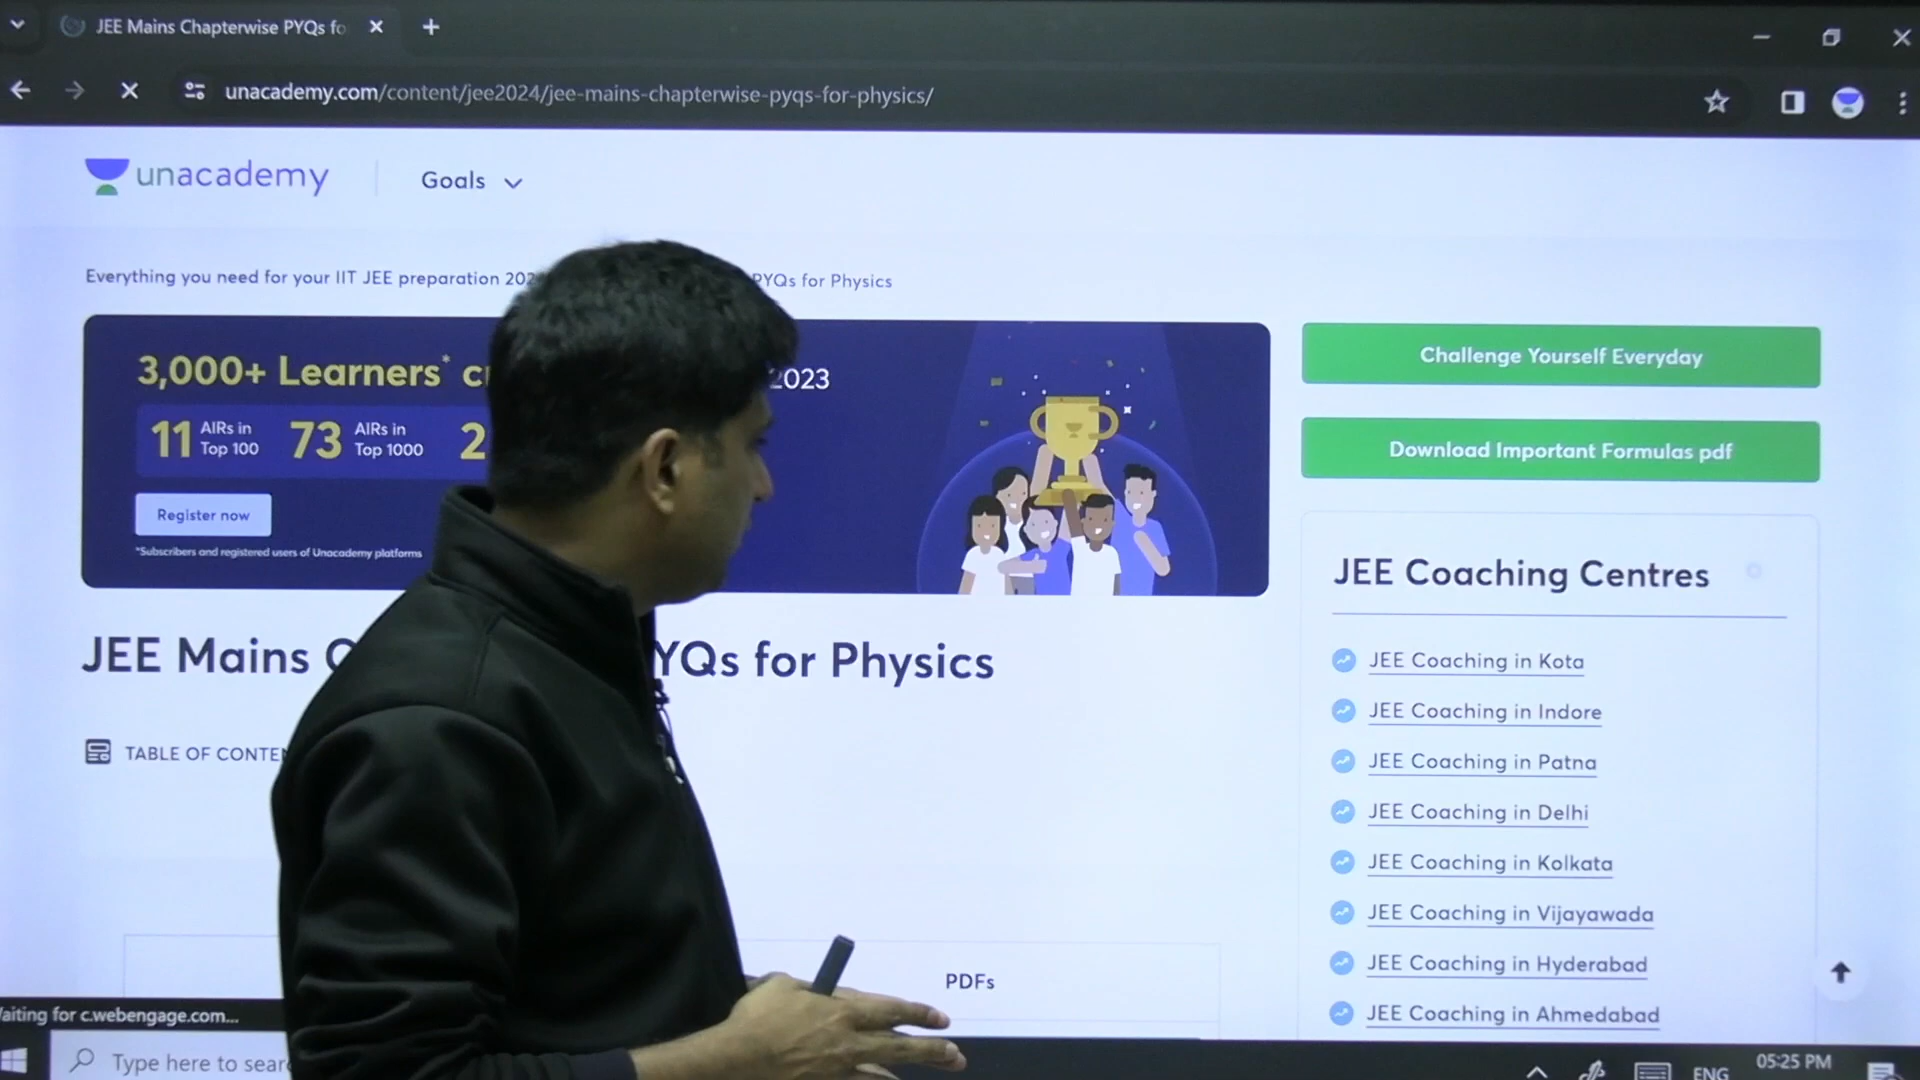 JEE Mains Chapterwise PYQs fo
unacademy.com/content/jee2024/jee-mains-chapterwise-pyqs-for-physics/
unacademy
Goals
Everything you need for your IIT JEE preparation 202
PYQs for Physics
3,000+ Learners*
2023
11 AIRs in Top 100
73 AIRs in Top 1000
2
Register now
*Subscribers and registered users of Unacademy platforms
Challenge Yourself Everyday
Download Important Formulas pdf
JEE Mains
YQs for Physics
TABLE OF CONTE
PDFs
JEE Coaching Centres
JEE Coaching in Kota
JEE Coaching in Indore
JEE Coaching in Patna
JEE Coaching in Delhi
JEE Coaching in Kolkata
JEE Coaching in Vijayawada
JEE Coaching in Hyderabad
JEE Coaching in Ahmedabad
aiting for c.webengage.com...
Type here to sear
ENG
05:25 PM